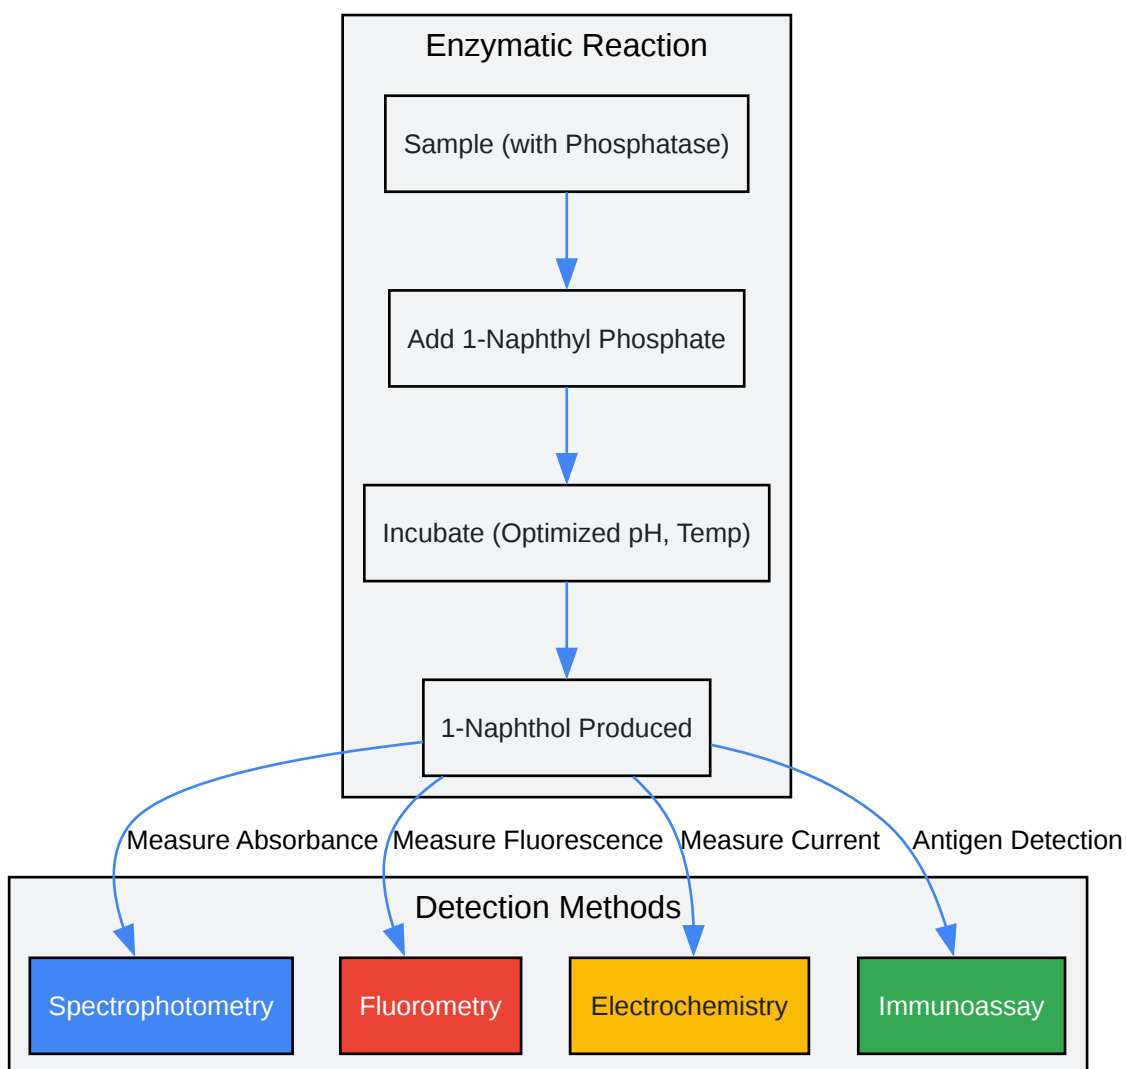 Enzymatic Reaction
Sample (with Phosphatase)
Add 1-Naphthyl Phosphate
Incubate (Optimized pH, Temp)
1-Naphthol Produced
Measure Absorbance
Measure Fluorescence
Measure Current
Antigen Detection
Detection Methods
Spectrophotometry
Fluorometry
Electrochemistry
Immunoassay